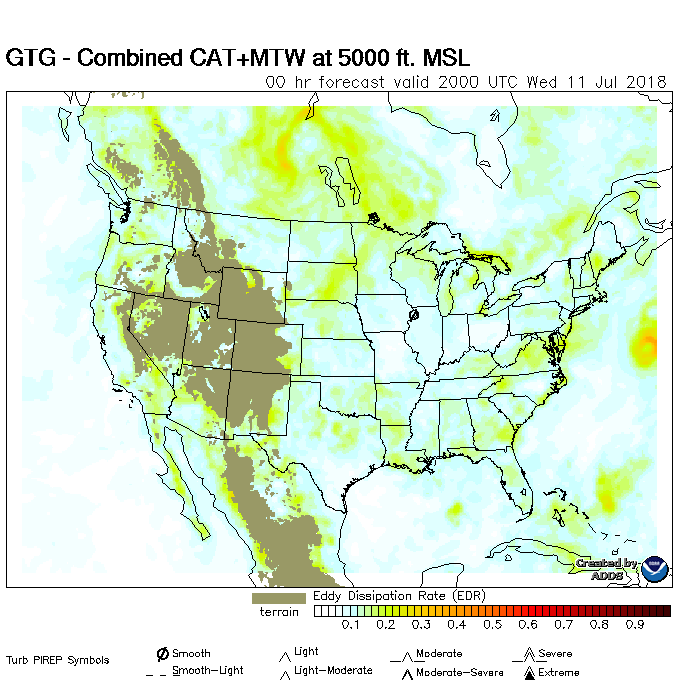 GTG - Combined CAT+MTW at 5000 ft. MSL
00 hr forecast valid 2000 UTC Wed 11 Jul 2018
Created by
ADDS
Eddy Dissipation Rate (EDR)
terrain
0.1 0.2 0.3 0.4 0.5 0.6 0.7 0.8 0.9
Turb PIREP Symbols
Smooth Light Moderate Severe
Smooth-Light Light-Moderate Moderate-Severe Extreme